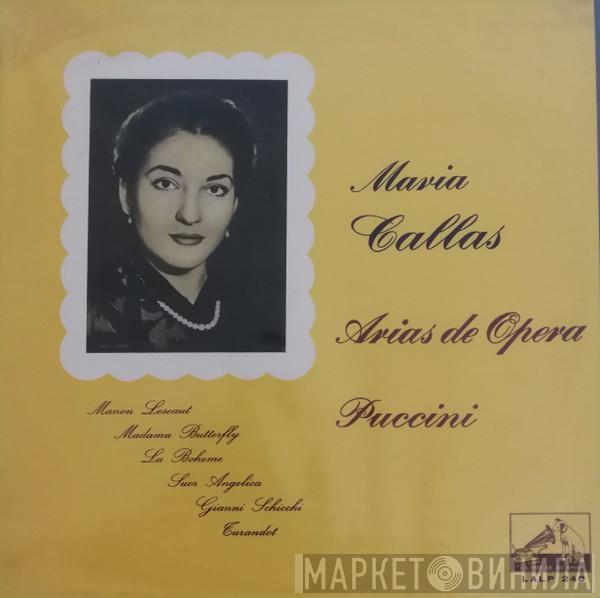 Maria
Callas
Arias de Opera
Puccini
Manon Lescaut
Madama Butterfly
La Boheme
Suor Angelica
Gianni Schicchi
Turandot
LALP 240
МАРКЕТ ВИНИЛА